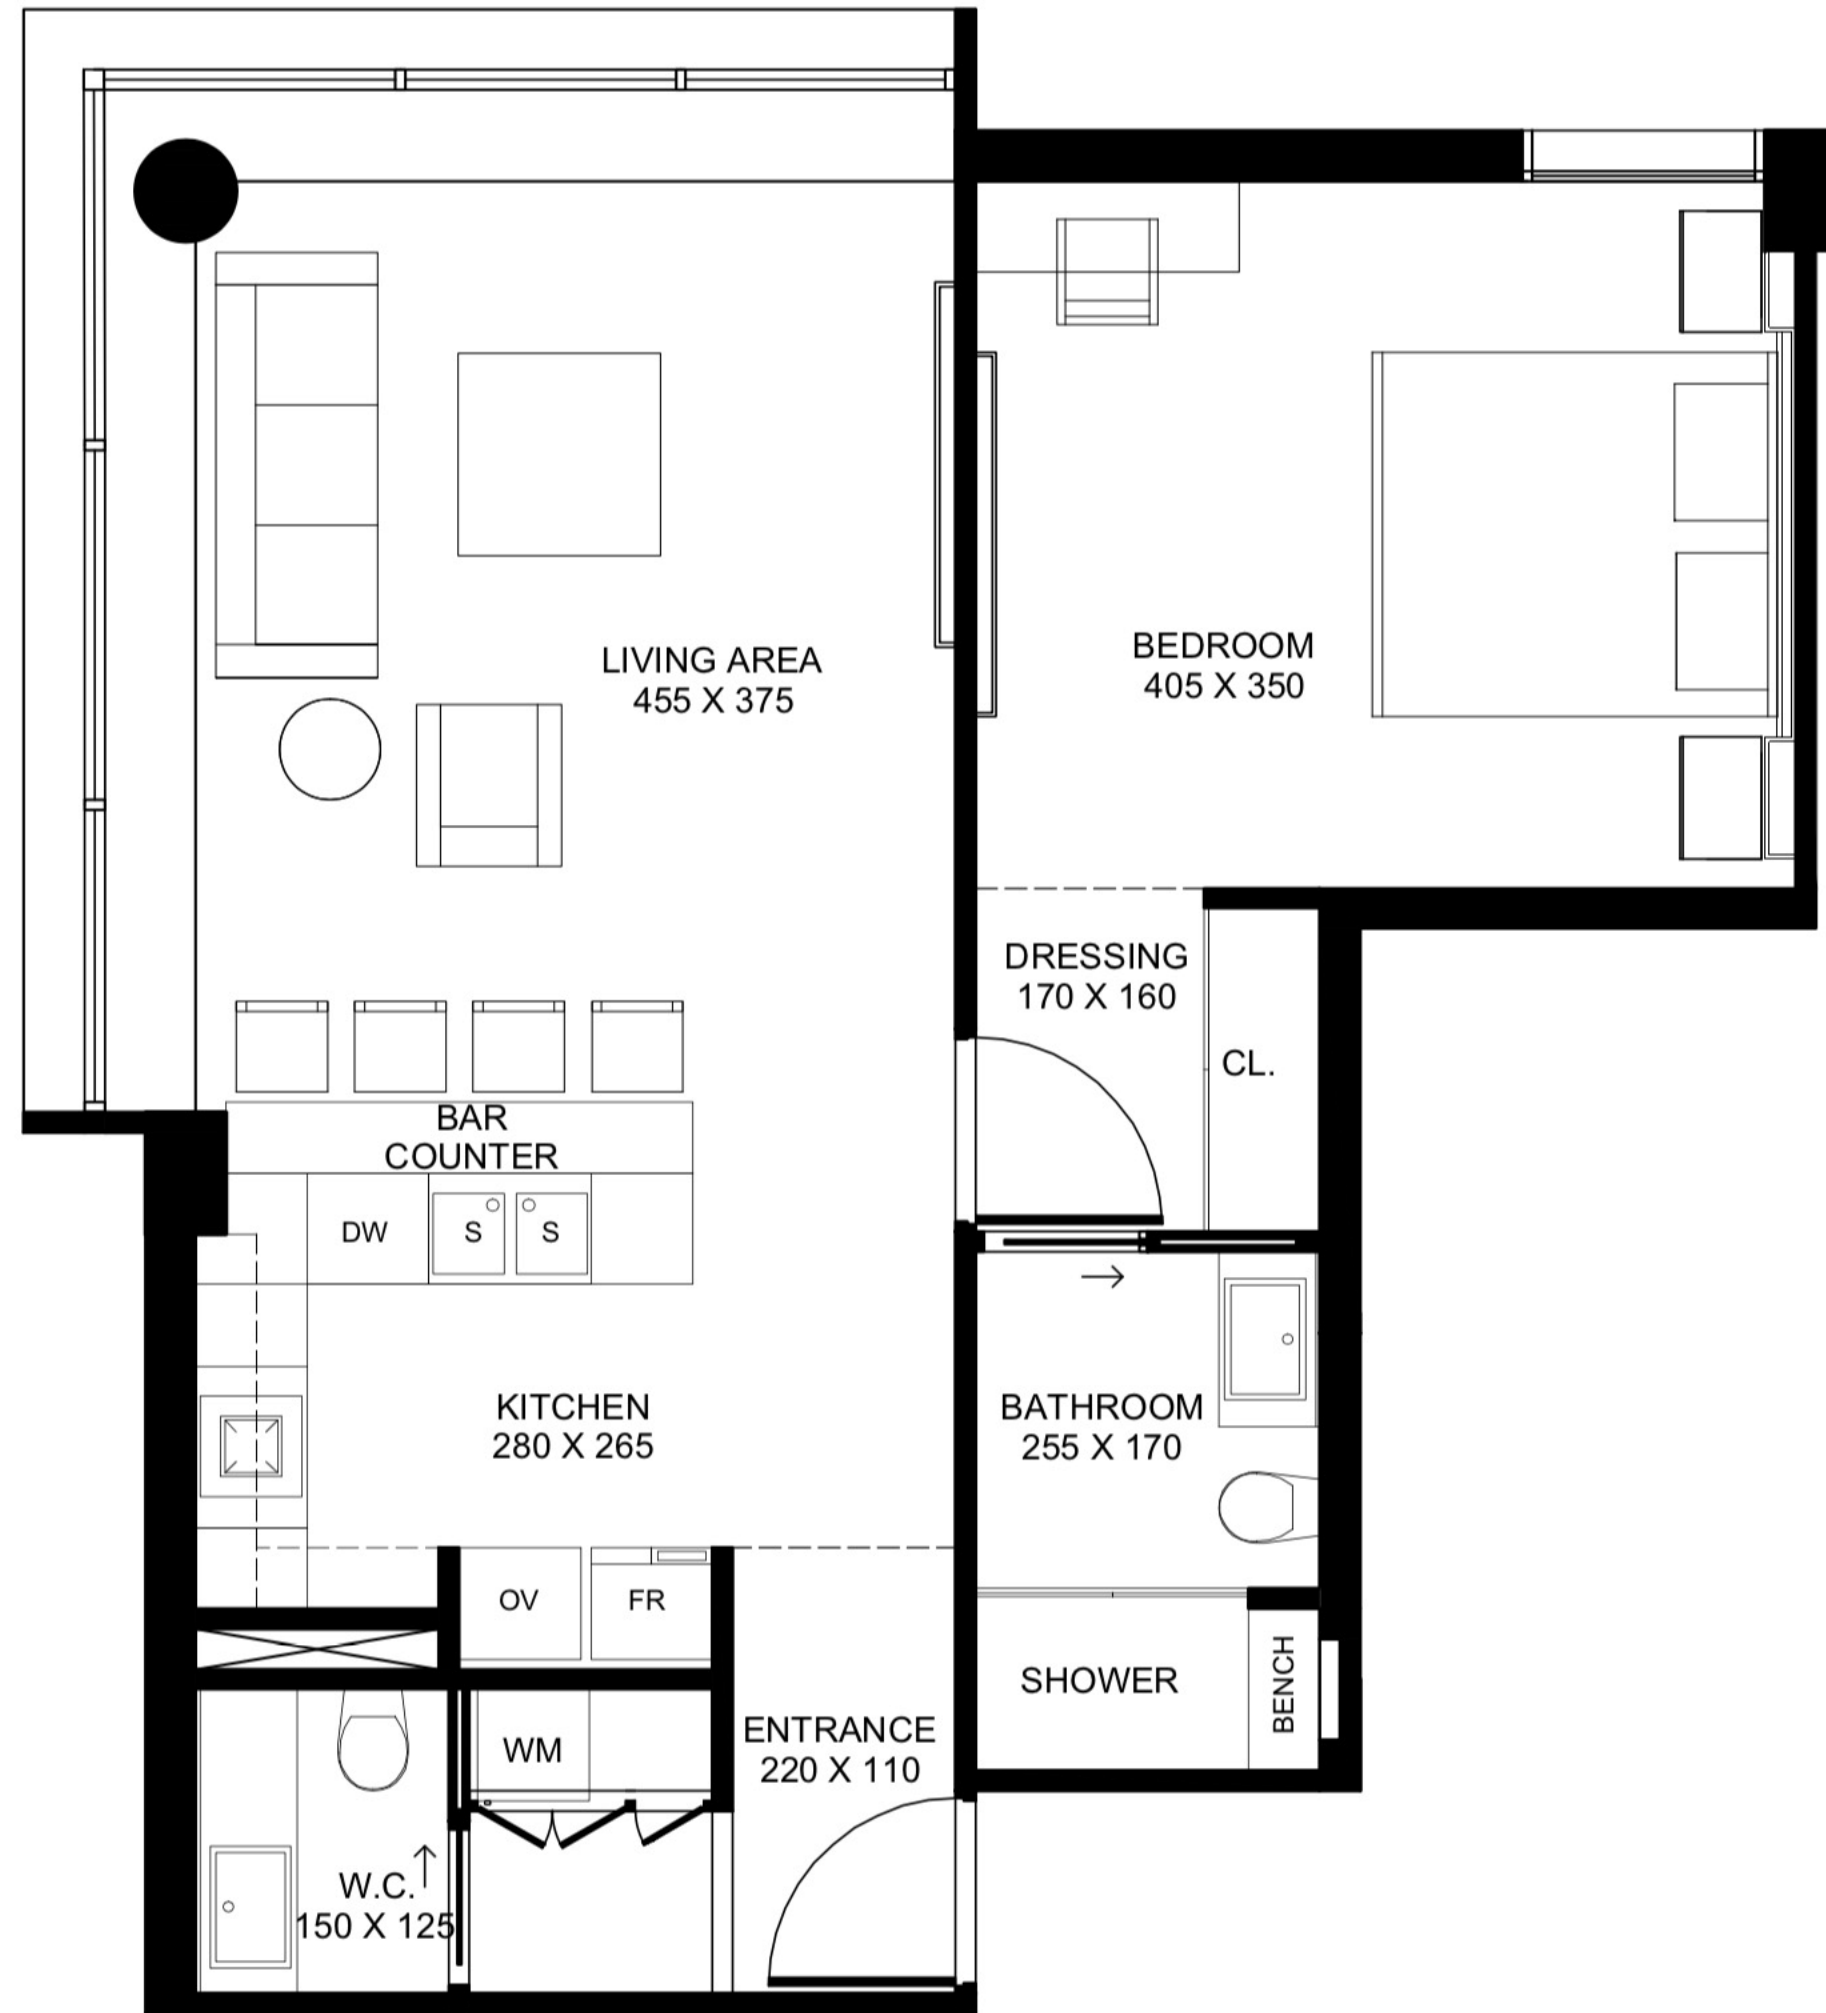 LIVING AREA
455 X 375
BEDROOM
405 X 350
DRESSING
170 X 160
CL.
BAR
COUNTER
DW
S
S
KITCHEN
280 X 265
BATHROOM
255 X 170
OV
FR
SHOWER
BENCH
WM
ENTRANCE
220 X 110
W.C.
150 X 125